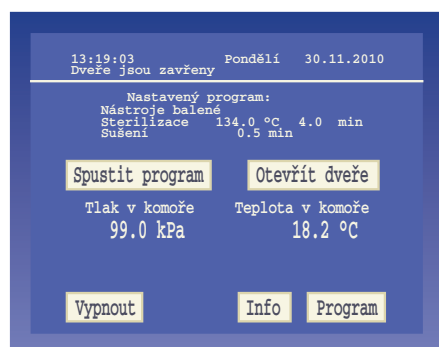 13:19:03 Pondělí 30.11.2010
Dveře jsou zavřeny
Nastavený program:
Nástroje balené
Sterilizace 134.0 ºC 4.0 min
Sušení 0.5 min
Spustit program Otevřít dveře
Tlak v komoře Teplota v komoře
99.0 kPa 18.2 ºC
Vypnout Info Program